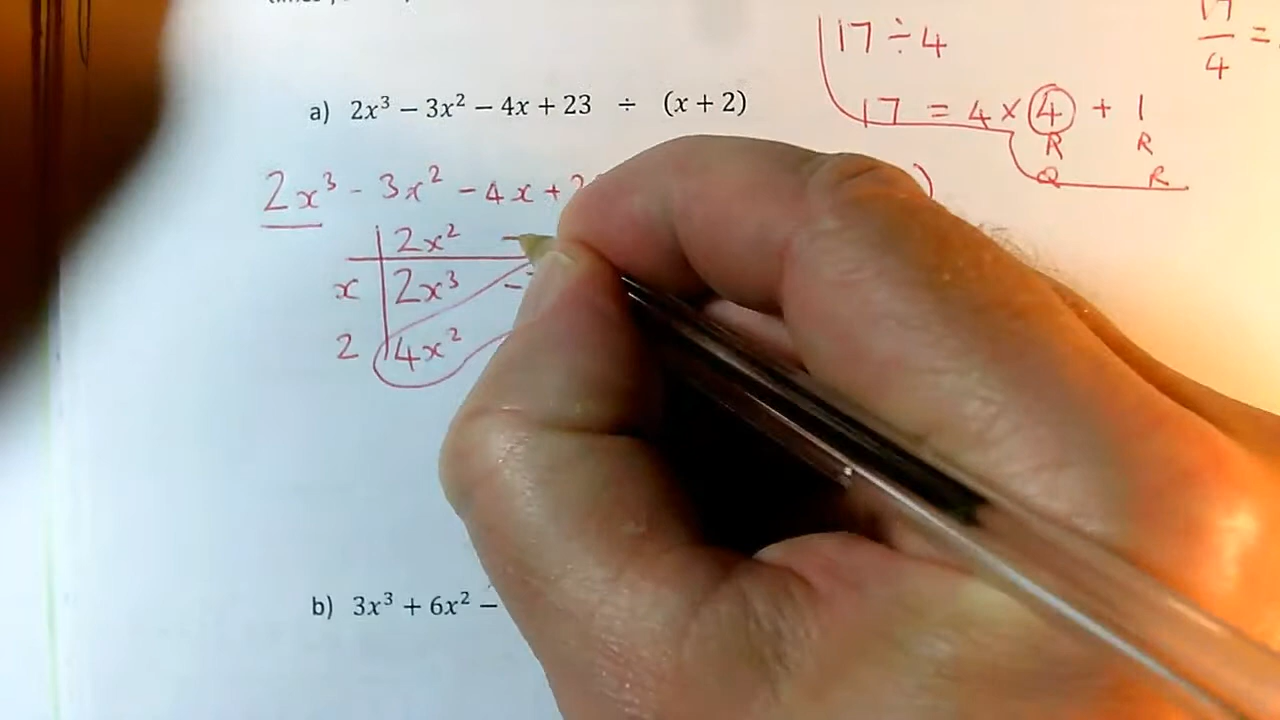 17 ÷ 4
17
4 =
a) 2x³ − 3x² − 4x + 23 ÷ (x + 2)
17 = 4 × 4 + 1
R R
Q R
2x³ - 3x² - 4x + 2 )
2x² -
x 2x³ -
2 4x²
b) 3x³ + 6x² −